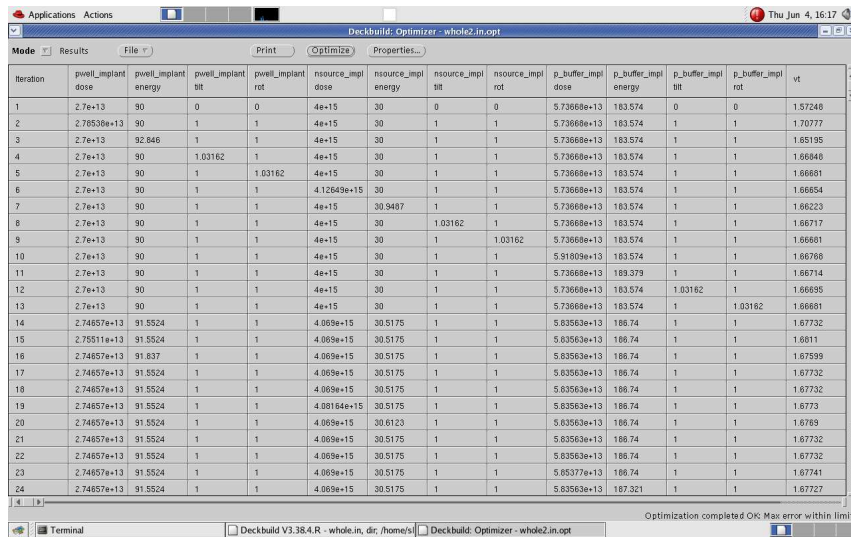 Applications Actions Thu Jun 4, 16:17
Deckbuild: Optimizer - whole2.in.opt
Mode Results File Print Optimize Properties...
Iteration pwell_implant dose pwell_implant energy pwell_implant tilt pwell_implant rot nsource_impl dose nsource_impl energy nsource_impl tilt nsource_impl rot p_buffer_impl dose p_buffer_impl energy p_buffer_impl tilt p_buffer_impl rot vt
1 2.7e+13 90 0 0 4e+15 30 0 0 5.73668e+13 183.574 0 0 1.57248
2 2.78538e+13 90 1 1 4e+15 30 1 1 5.73668e+13 183.574 1 1 1.70777
3 2.7e+13 92.846 1 1 4e+15 30 1 1 5.73668e+13 183.574 1 1 1.65195
4 2.7e+13 90 1.03162 1 4e+15 30 1 1 5.73668e+13 183.574 1 1 1.66848
5 2.7e+13 90 1 1.03162 4e+15 30 1 1 5.73668e+13 183.574 1 1 1.66681
6 2.7e+13 90 1 1 4.12649e+15 30 1 1 5.73668e+13 183.574 1 1 1.66654
7 2.7e+13 90 1 1 4e+15 30.9487 1 1 5.73668e+13 183.574 1 1 1.66223
8 2.7e+13 90 1 1 4e+15 30 1.03162 1 5.73668e+13 183.574 1 1 1.66717
9 2.7e+13 90 1 1 4e+15 30 1 1.03162 5.73668e+13 183.574 1 1 1.66681
10 2.7e+13 90 1 1 4e+15 30 1 1 5.91809e+13 183.574 1 1 1.66768
11 2.7e+13 90 1 1 4e+15 30 1 1 5.73668e+13 189.379 1 1 1.66714
12 2.7e+13 90 1 1 4e+15 30 1 1 5.73668e+13 183.574 1.03162 1 1.66695
13 2.7e+13 90 1 1 4e+15 30 1 1 5.73668e+13 183.574 1 1.03162 1.66681
14 2.74657e+13 91.5524 1 1 4.069e+15 30.5175 1 1 5.83563e+13 186.74 1 1 1.67732
15 2.75511e+13 91.5524 1 1 4.069e+15 30.5175 1 1 5.83563e+13 186.74 1 1 1.6811
16 2.74657e+13 91.837 1 1 4.069e+15 30.5175 1 1 5.83563e+13 186.74 1 1 1.67599
17 2.74657e+13 91.5524 1 1 4.069e+15 30.5175 1 1 5.83563e+13 186.74 1 1 1.67732
18 2.74657e+13 91.5524 1 1 4.069e+15 30.5175 1 1 5.83563e+13 186.74 1 1 1.67732
19 2.74657e+13 91.5524 1 1 4.08164e+15 30.5175 1 1 5.83563e+13 186.74 1 1 1.6773
20 2.74657e+13 91.5524 1 1 4.069e+15 30.6123 1 1 5.83563e+13 186.74 1 1 1.6769
21 2.74657e+13 91.5524 1 1 4.069e+15 30.5175 1 1 5.83563e+13 186.74 1 1 1.67732
22 2.74657e+13 91.5524 1 1 4.069e+15 30.5175 1 1 5.83563e+13 186.74 1 1 1.67732
23 2.74657e+13 91.5524 1 1 4.069e+15 30.5175 1 1 5.85377e+13 186.74 1 1 1.67741
24 2.74657e+13 91.5524 1 1 4.069e+15 30.5175 1 1 5.83563e+13 187.321 1 1 1.67727
Optimization completed OK: Max error within limi
Terminal Deckbuild V3.38.4.R - whole.in, dir; /home/sl Deckbuild: Optimizer - whole2.in.opt